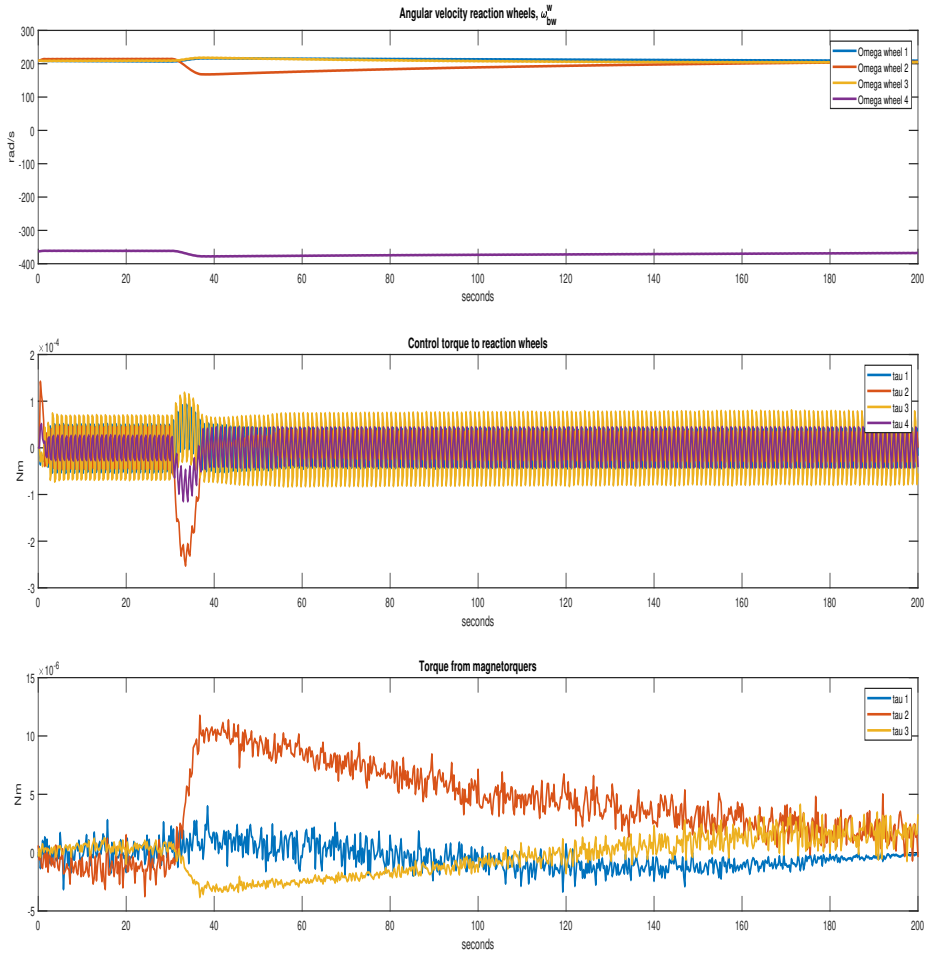 Angular velocity reaction wheels, ω^w_bw
300
200
100
0
-100
-200
-300
-400
rad/s
0 20 40 60 80 100 120 140 160 180 200
seconds
Omega wheel 1
Omega wheel 2
Omega wheel 3
Omega wheel 4
Control torque to reaction wheels
×10^-4
2
1
0
-1
-2
-3
Nm
0 20 40 60 80 100 120 140 160 180 200
seconds
tau 1
tau 2
tau 3
tau 4
Torque from magnetorquers
×10^-6
15
10
5
0
-5
Nm
0 20 40 60 80 100 120 140 160 180 200
seconds
tau 1
tau 2
tau 3